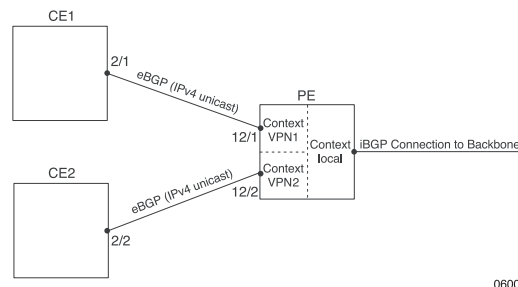 CE1
2/1
eBGP (IPv4 unicast)
PE
12/1
Context
VPN1
Context
local
iBGP Connection to Backbone
Context
VPN2
12/2
CE2
eBGP (IPv4 unicast)
2/2
0600